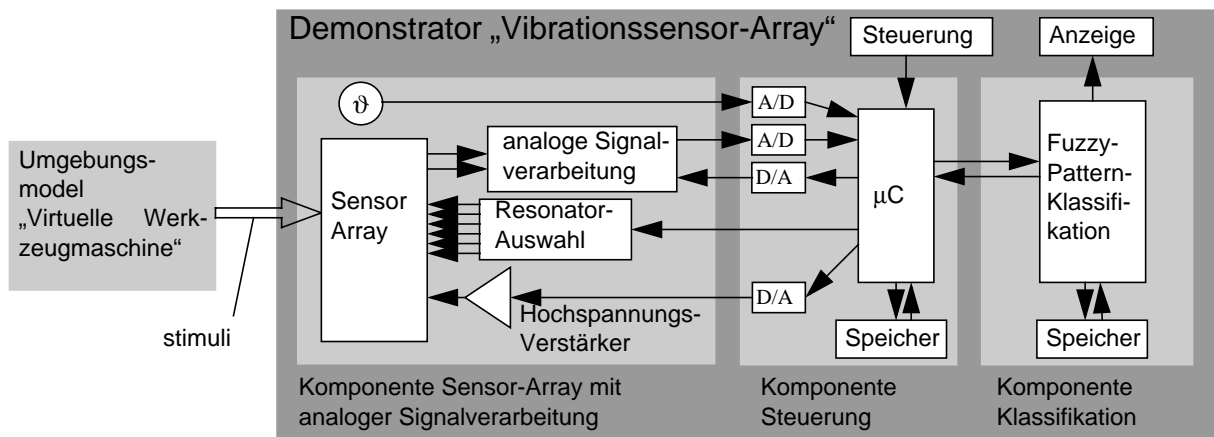 Demonstrator „Vibrationssensor-Array“
Steuerung
Anzeige
ϑ
A/D
analoge Signal-
verarbeitung
A/D
D/A
Umgebungs-
model
„Virtuelle Werk-
zeugmaschine“
stimuli
Sensor
Array
Resonator-
Auswahl
µC
Fuzzy-
Pattern-
Klassifi-
kation
D/A
Hochspannungs-
Verstärker
Speicher
Speicher
Komponente Sensor-Array mit
analoger Signalverarbeitung
Komponente
Steuerung
Komponente
Klassifikation